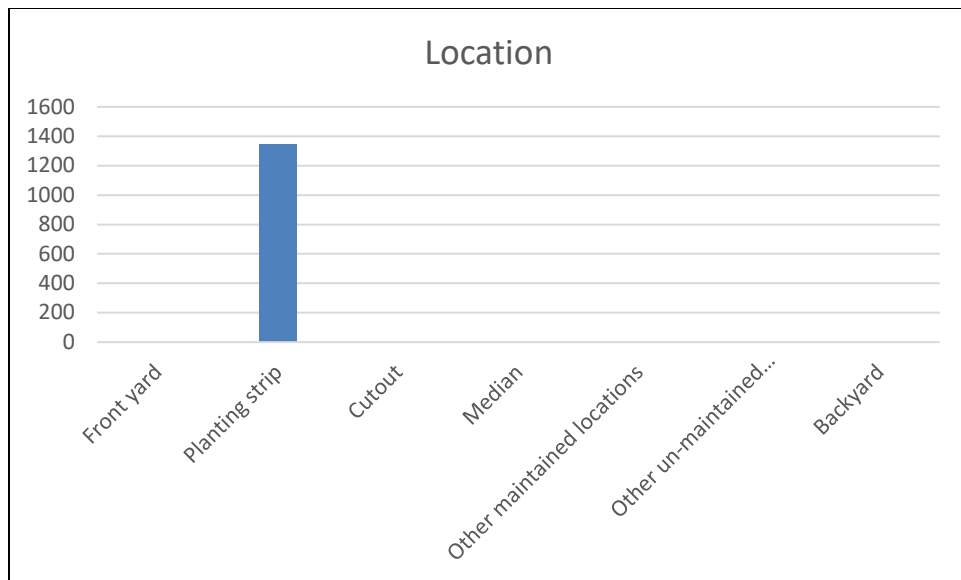 Location
1600
1400
1200
1000
800
600
400
200
0
Front yard
Planting strip
Cutout
Median
Other maintained locations
Other un-maintained...
Backyard